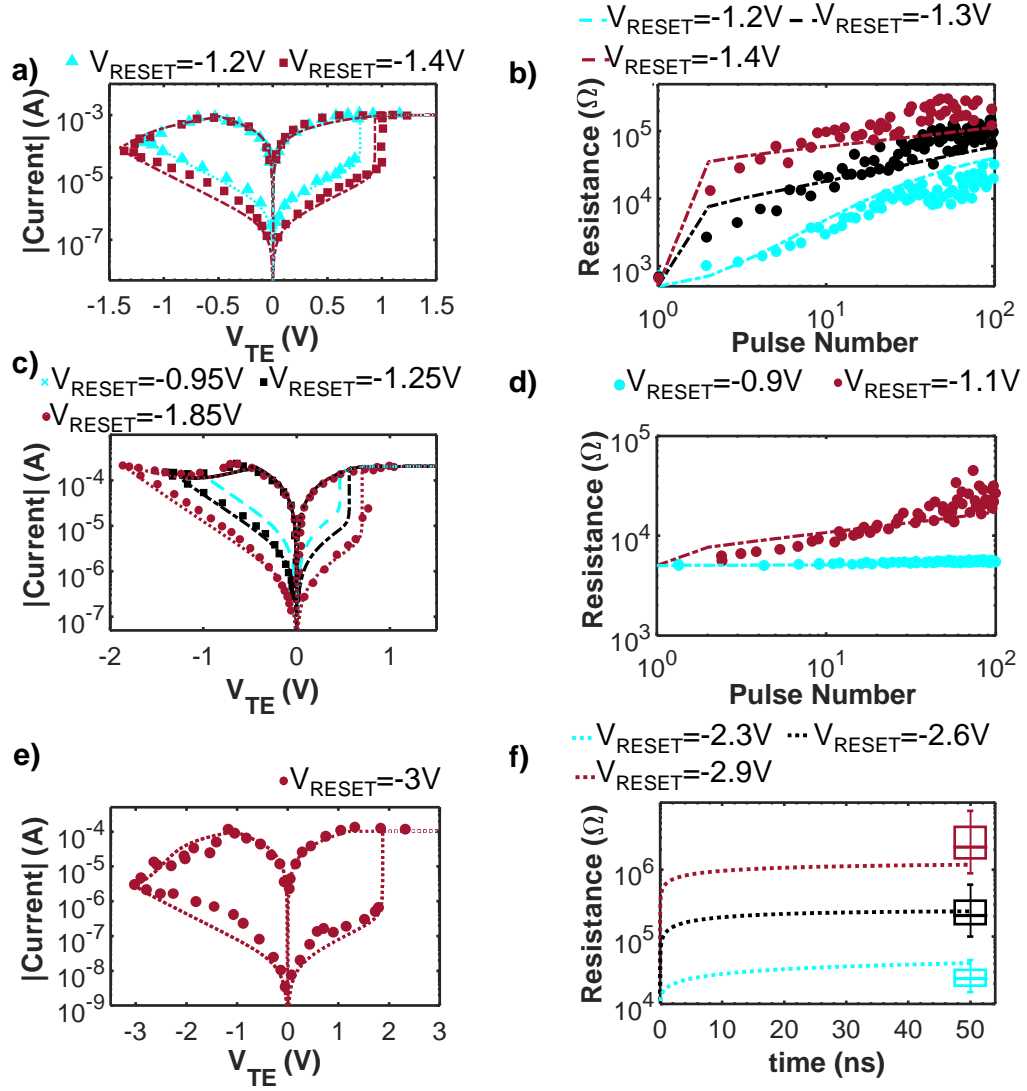 a)
V_RESET=-1.2V V_RESET=-1.4V
|Current| (A)
10^-3
10^-5
10^-7
-1.5 -1 -0.5 0 0.5 1 1.5
V_TE (V)
b)
V_RESET=-1.2V V_RESET=-1.3V
V_RESET=-1.4V
Resistance (Ω)
10^5
10^4
10^3
10^0 10^1 10^2
Pulse Number
c)
V_RESET=-0.95V V_RESET=-1.25V
V_RESET=-1.85V
|Current| (A)
10^-4
10^-5
10^-6
10^-7
-2 -1 0 1
V_TE (V)
d)
V_RESET=-0.9V V_RESET=-1.1V
Resistance (Ω)
10^5
10^4
10^3
10^0 10^1 10^2
Pulse Number
e)
V_RESET=-3V
|Current| (A)
10^-4
10^-5
10^-6
10^-7
10^-8
10^-9
-3 -2 -1 0 1 2 3
V_TE (V)
f)
V_RESET=-2.3V V_RESET=-2.6V
V_RESET=-2.9V
Resistance (Ω)
10^6
10^5
10^4
0 10 20 30 40 50
time (ns)